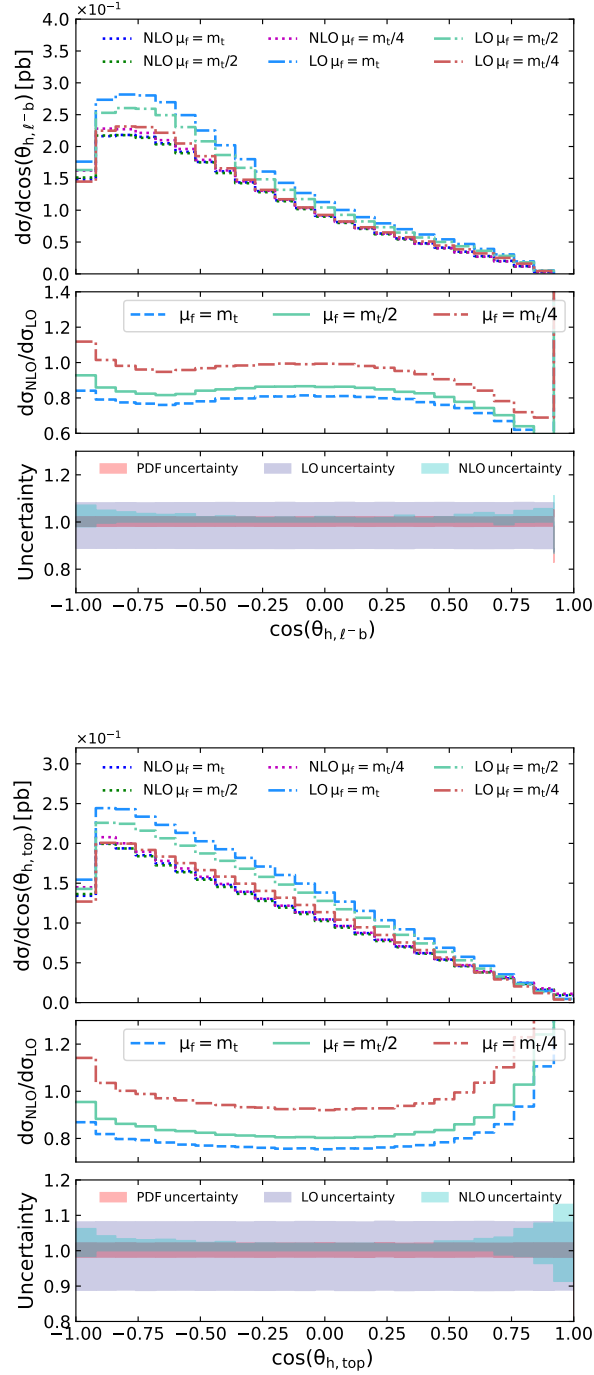 ×10⁻¹
4.0
3.5
3.0
2.5
2.0
1.5
1.0
0.5
0.0
dσ/dcos(θh,ℓ⁻b) [pb]
NLO μf = mt NLO μf = mt/4 LO μf = mt/2
NLO μf = mt/2 LO μf = mt LO μf = mt/4
1.4
1.2
1.0
0.8
0.6
dσNLO/dσLO
μf = mt μf = mt/2 μf = mt/4
1.2
1.0
0.8
Uncertainty
PDF uncertainty LO uncertainty NLO uncertainty
−1.00 −0.75 −0.50 −0.25 0.00 0.25 0.50 0.75 1.00
cos(θh,ℓ⁻b)
×10⁻¹
3.0
2.5
2.0
1.5
1.0
0.5
0.0
dσ/dcos(θh,top) [pb]
NLO μf = mt NLO μf = mt/4 LO μf = mt/2
NLO μf = mt/2 LO μf = mt LO μf = mt/4
1.2
1.0
0.8
dσNLO/dσLO
μf = mt μf = mt/2 μf = mt/4
1.2
1.1
1.0
0.9
0.8
Uncertainty
PDF uncertainty LO uncertainty NLO uncertainty
−1.00 −0.75 −0.50 −0.25 0.00 0.25 0.50 0.75 1.00
cos(θh,top)